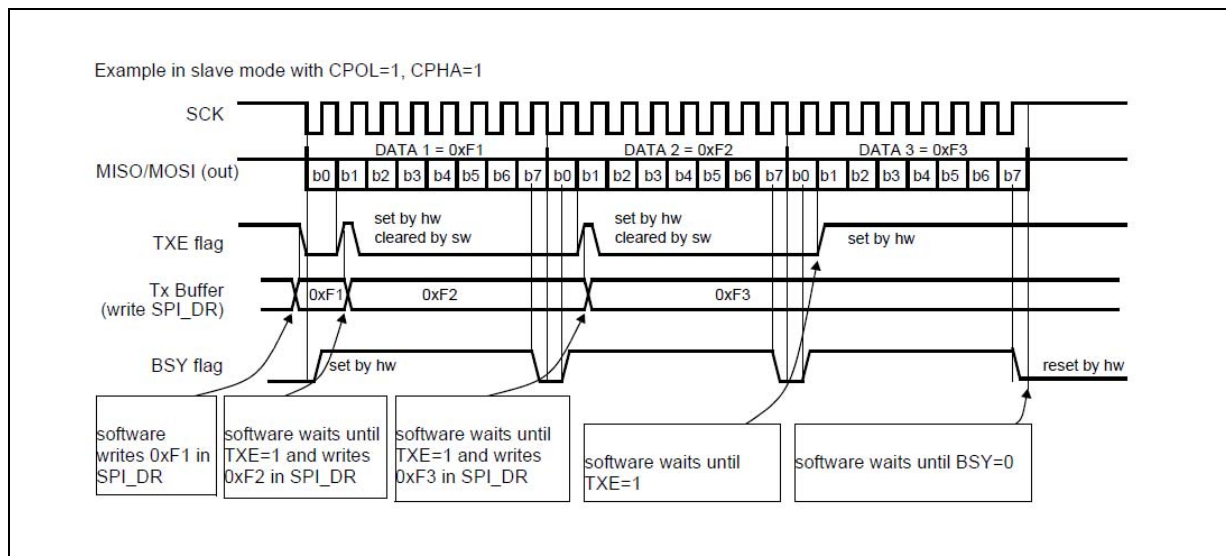 Example in slave mode with CPOL=1, CPHA=1
SCK
DATA 1 = 0xF1
DATA 2 = 0xF2
DATA 3 = 0xF3
MISO/MOSI (out)
b0 b1 b2 b3 b4 b5 b6 b7 b0 b1 b2 b3 b4 b5 b6 b7 b0 b1 b2 b3 b4 b5 b6 b7
TXE flag
set by hw
cleared by sw
set by hw
cleared by sw
set by hw
Tx Buffer
(write SPI_DR)
0xF1
0xF2
0xF3
BSY flag
set by hw
reset by hw
software
writes 0xF1 in
SPI_DR
software waits until
TXE=1 and writes
0xF2 in SPI_DR
software waits until
TXE=1 and writes
0xF3 in SPI_DR
software waits until
TXE=1
software waits until BSY=0